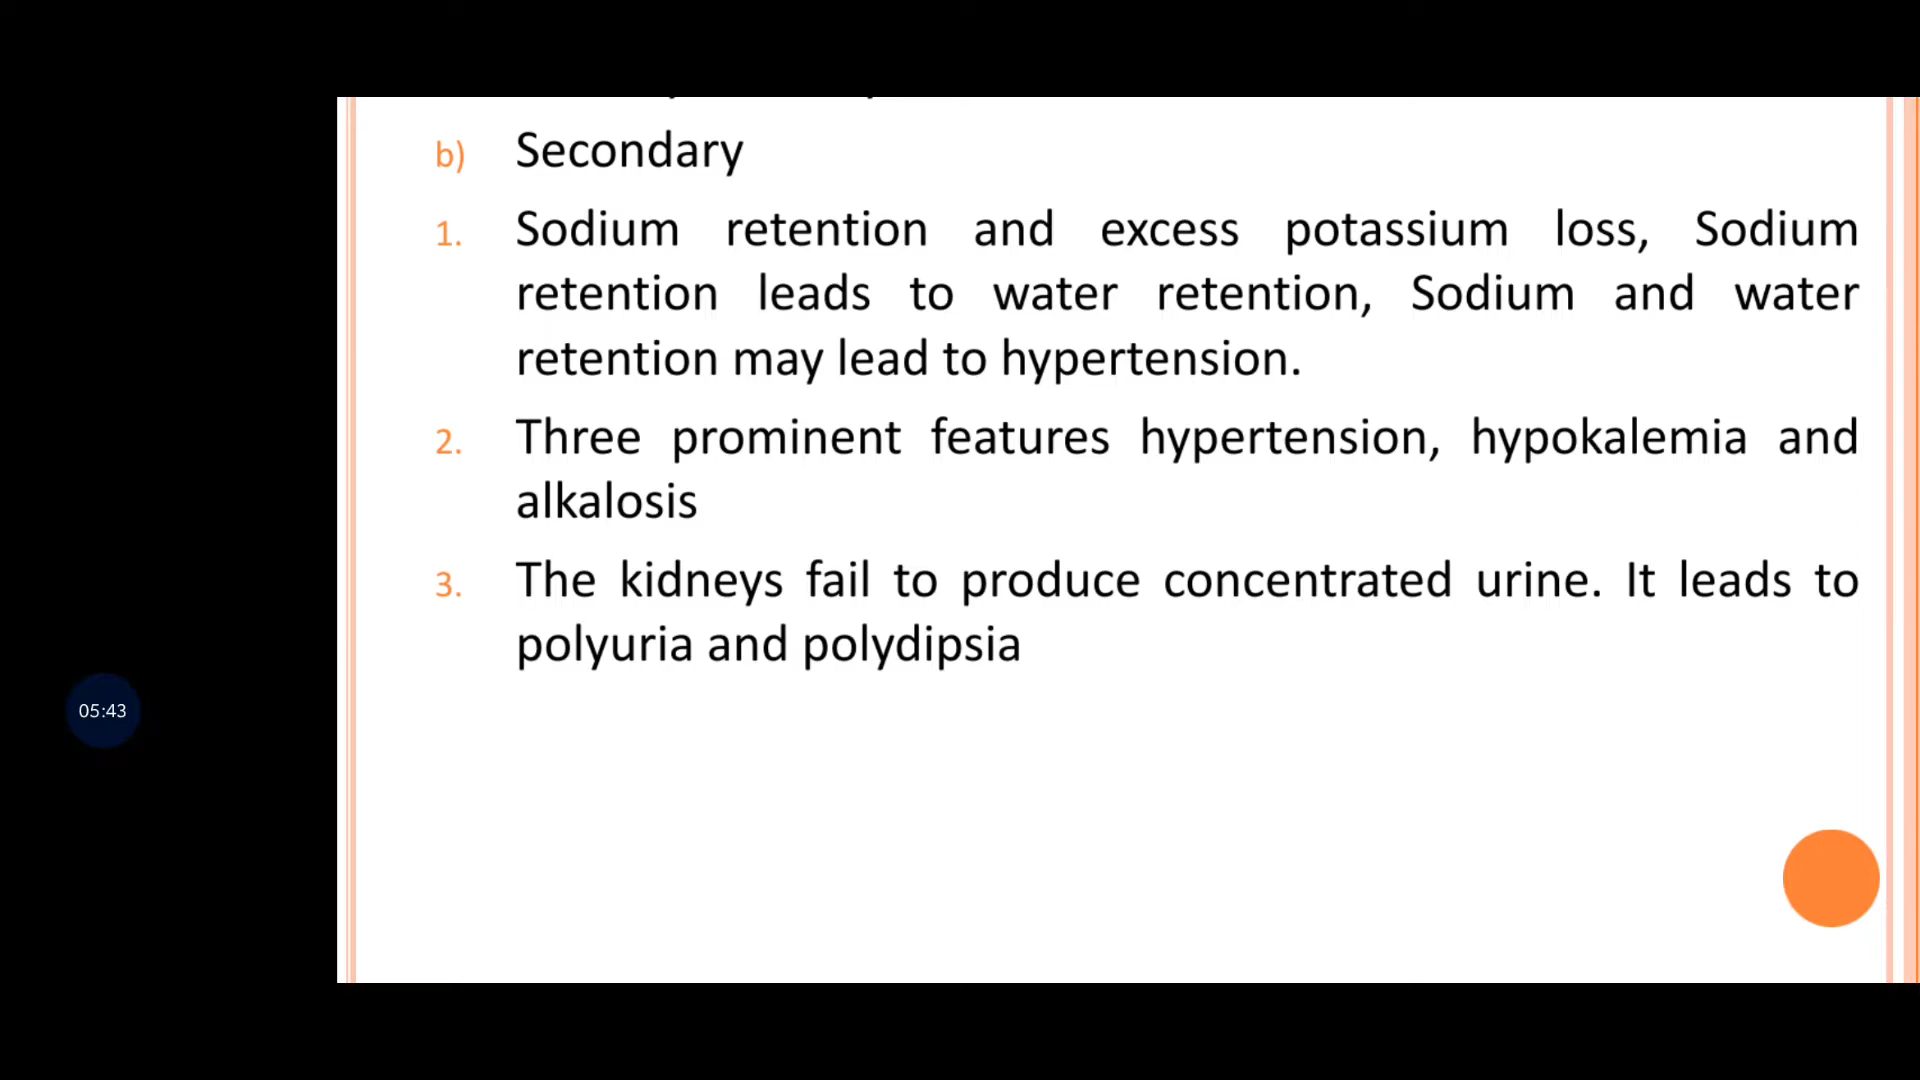 b) Secondary
1. Sodium retention and excess potassium loss, Sodium
retention leads to water retention, Sodium and water
retention may lead to hypertension.
2. Three prominent features hypertension, hypokalemia and
alkalosis
3. The kidneys fail to produce concentrated urine. It leads to
polyuria and polydipsia
05:43